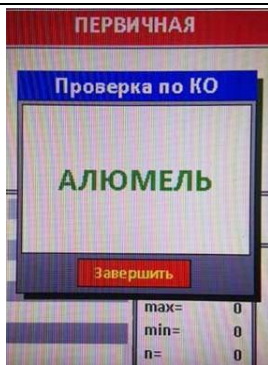 ПЕРВИЧНАЯ
Проверка по КО
АЛЮМЕЛЬ
Завершить
max= 0
min= 0
n= 0